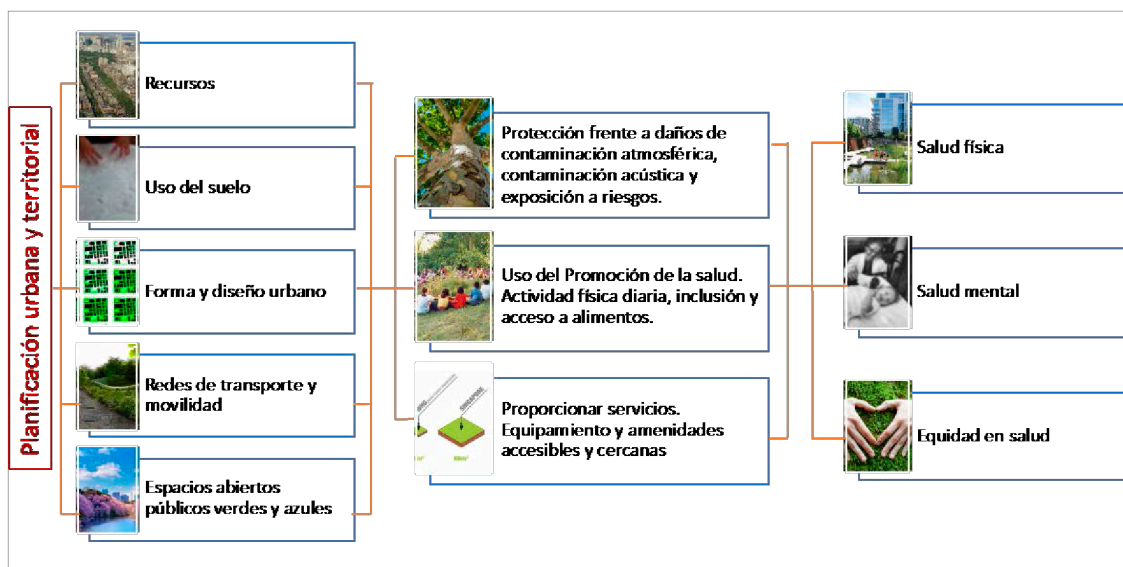 Planificación urbana y territorial
Recursos
Uso del suelo
Forma y diseño urbano
Redes de transporte y
movilidad
Espacios abiertos
públicos verdes y azules
Protección frente a daños de
contaminación atmosférica,
contaminación acústica y
exposición a riesgos.
Uso del Promoción de la salud.
Actividad física diaria, inclusión y
acceso a alimentos.
SINGAPORE
Proporcionar servicios.
Equipamiento y amenidades
accesibles y cercanas
Salud física
Salud mental
Equidad en salud